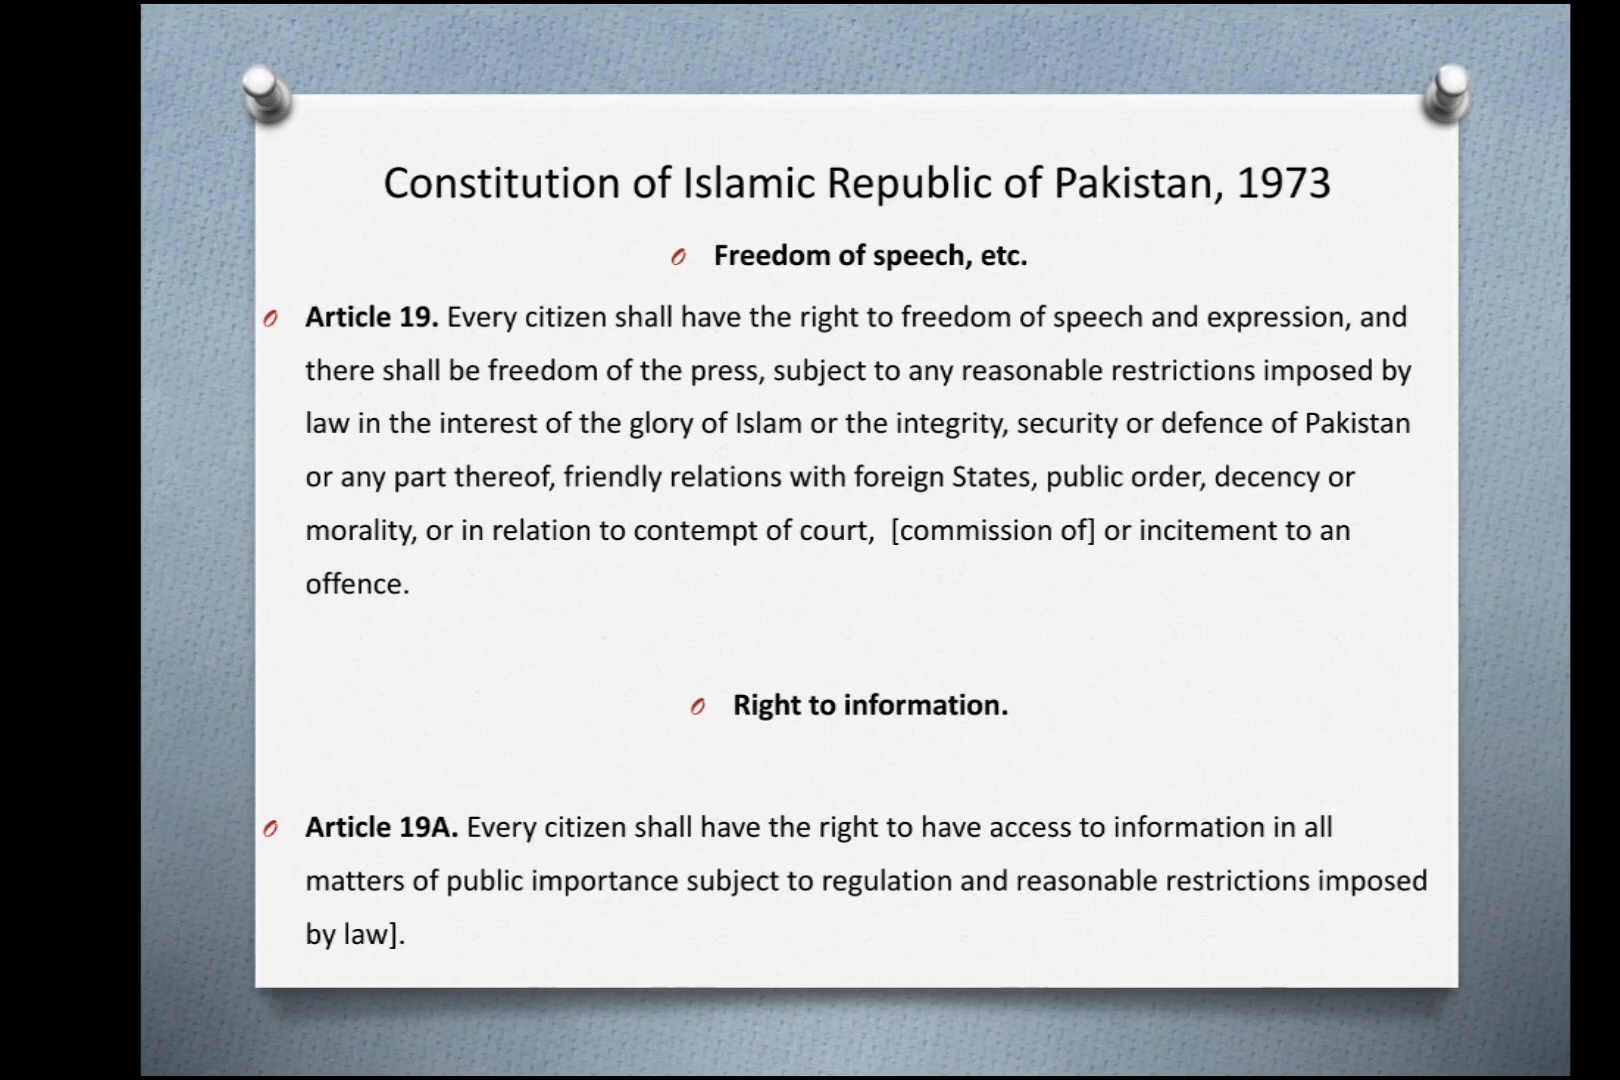 Constitution of Islamic Republic of Pakistan, 1973
Freedom of speech, etc.
Article 19. Every citizen shall have the right to freedom of speech and expression, and
there shall be freedom of the press, subject to any reasonable restrictions imposed by
law in the interest of the glory of Islam or the integrity, security or defence of Pakistan
or any part thereof, friendly relations with foreign States, public order, decency or
morality, or in relation to contempt of court,  [commission of] or incitement to an
offence.
Right to information.
Article 19A. Every citizen shall have the right to have access to information in all
matters of public importance subject to regulation and reasonable restrictions imposed
by law].